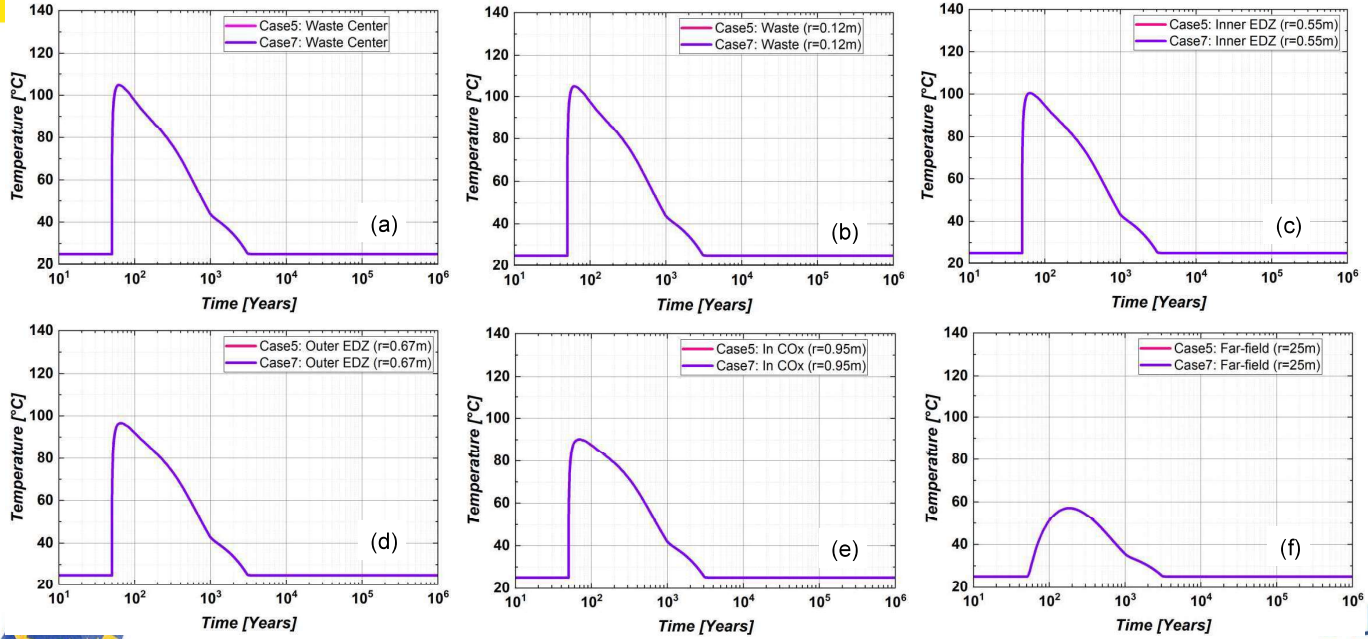 140
120
100
80
60
40
20
Temperature [°C]
Case5: Waste Center
Case7: Waste Center
(a)
10¹ 10² 10³ 10⁴ 10⁵ 10⁶
Time [Years]
140
120
100
80
60
40
20
Temperature [°C]
Case5: Waste (r=0.12m)
Case7: Waste (r=0.12m)
(b)
10¹ 10² 10³ 10⁴ 10⁵ 10⁶
Time [Years]
140
120
100
80
60
40
20
Temperature [°C]
Case5: Inner EDZ (r=0.55m)
Case7: Inner EDZ (r=0.55m)
(c)
10¹ 10² 10³ 10⁴ 10⁵ 10⁶
Time [Years]
140
120
100
80
60
40
20
Temperature [°C]
Case5: Outer EDZ (r=0.67m)
Case7: Outer EDZ (r=0.67m)
(d)
10¹ 10² 10³ 10⁴ 10⁵ 10⁶
Time [Years]
140
120
100
80
60
40
20
Temperature [°C]
Case5: In COx (r=0.95m)
Case7: In COx (r=0.95m)
(e)
10¹ 10² 10³ 10⁴ 10⁵ 10⁶
Time [Years]
140
120
100
80
60
40
20
Temperature [°C]
Case5: Far-field (r=25m)
Case7: Far-field (r=25m)
(f)
10¹ 10² 10³ 10⁴ 10⁵ 10⁶
Time [Years]